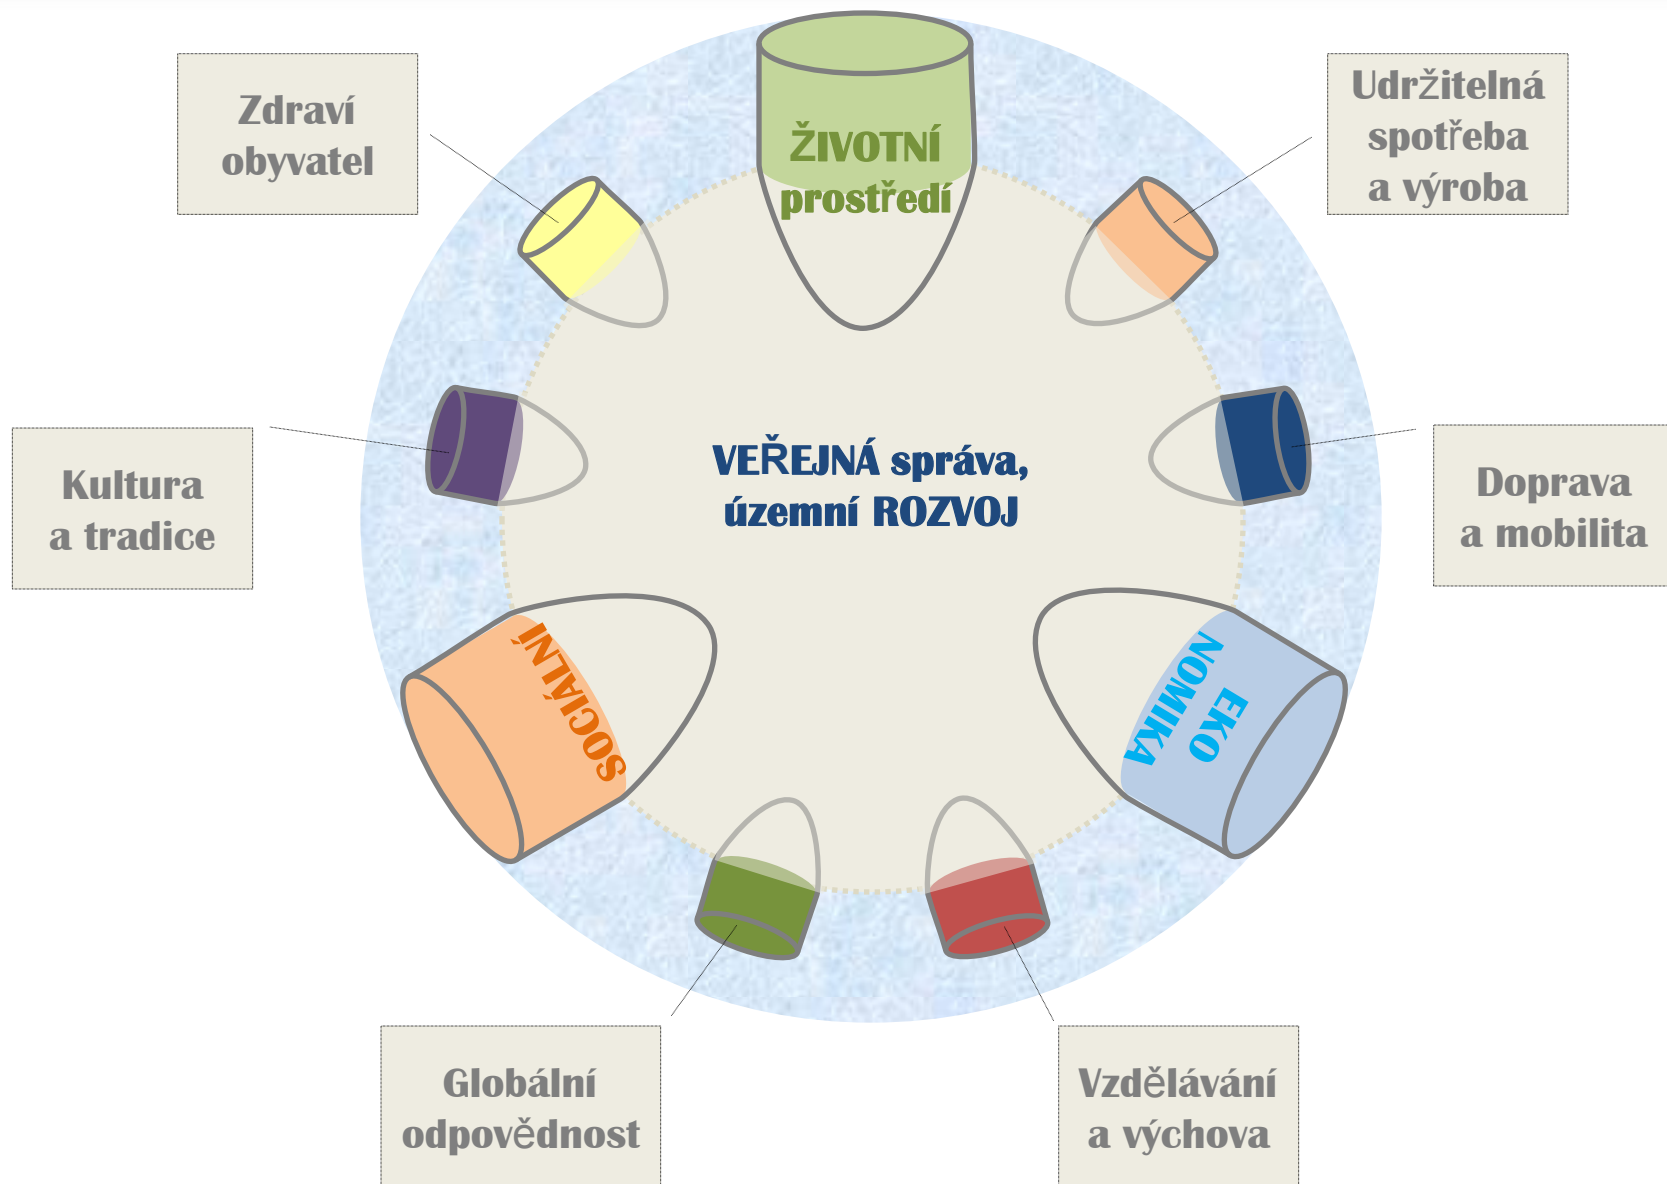 Zdraví
obyvatel
ŽIVOTNÍ
prostředí
Udržitelná
spotřeba
a výroba
Kultura
a tradice
VEŘEJNÁ správa,
územní ROZVOJ
Doprava
a mobilita
SOCIÁLNÍ
EKO
NOMIKA
Globální
odpovědnost
Vzdělávání
a výchova